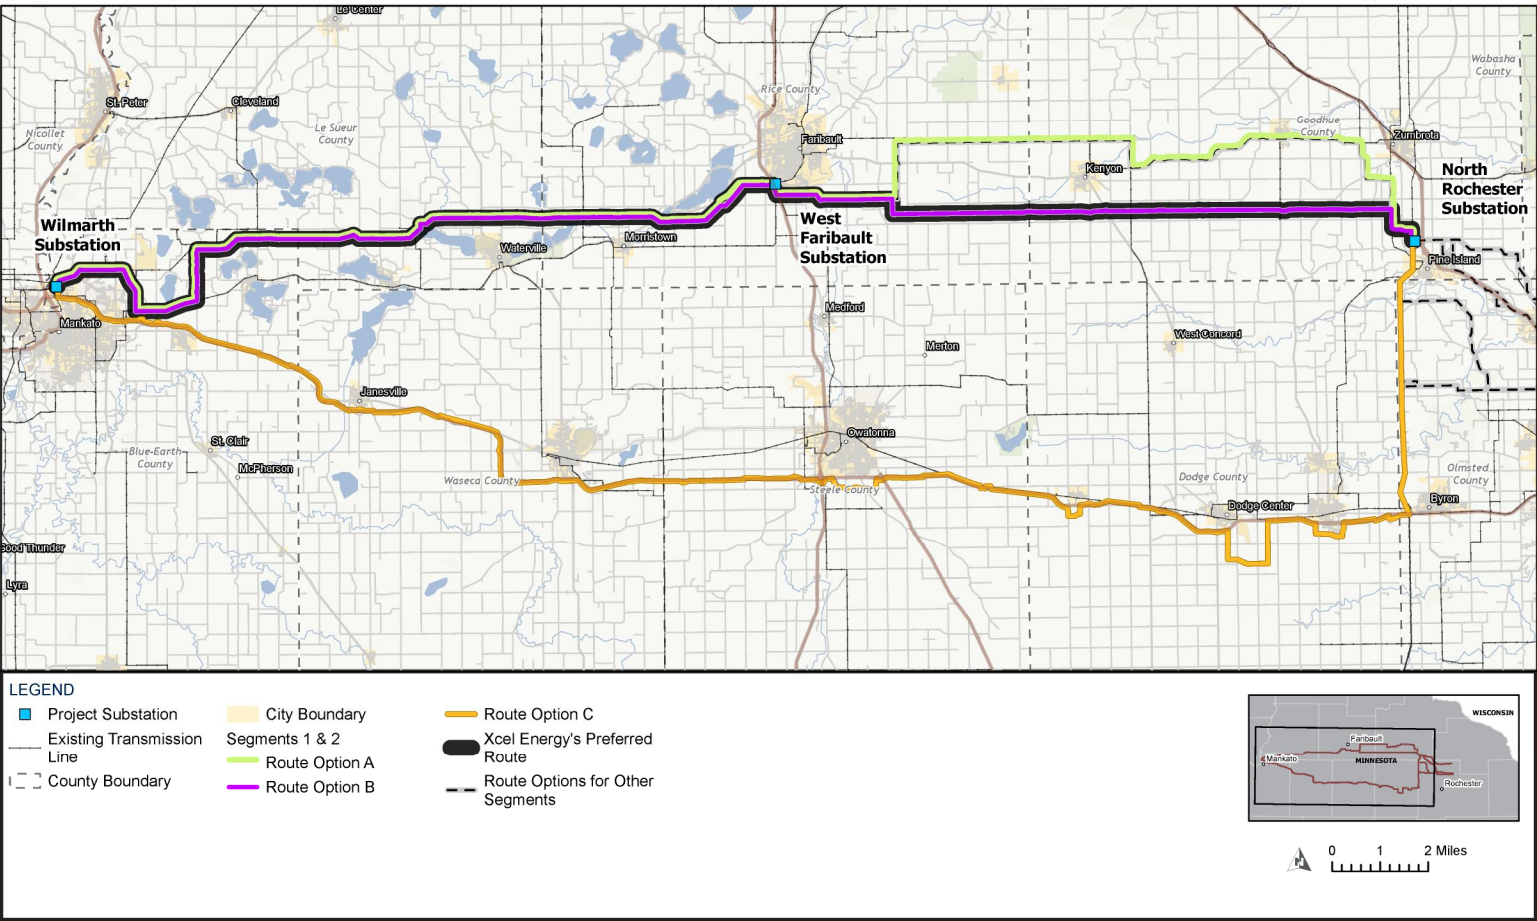 Le Center
St. Peter
Cleveland
Nicollet
County
Le Sueur
County
Rice County
Faribault
Wabasha
County
Goodhue
County
Zumbrota
Kenyon
North
Rochester
Substation
Wilmarth
Substation
West
Faribault
Substation
Waterville
Morristown
Pine Island
Mankato
Medford
Merton
West Concord
Janesville
Owatonna
St. Clair
Blue Earth
County
McPherson
Waseca County
Steele County
Dodge County
Olmsted
County
Dodge Center
Byron
Good Thunder
Lyra
LEGEND
Project Substation
Existing Transmission
Line
County Boundary
City Boundary
Segments 1 & 2
Route Option A
Route Option B
Route Option C
Xcel Energy's Preferred
Route
Route Options for Other
Segments
WISCONSIN
Faribault
Mankato
MINNESOTA
Rochester
N
0 1 2 Miles